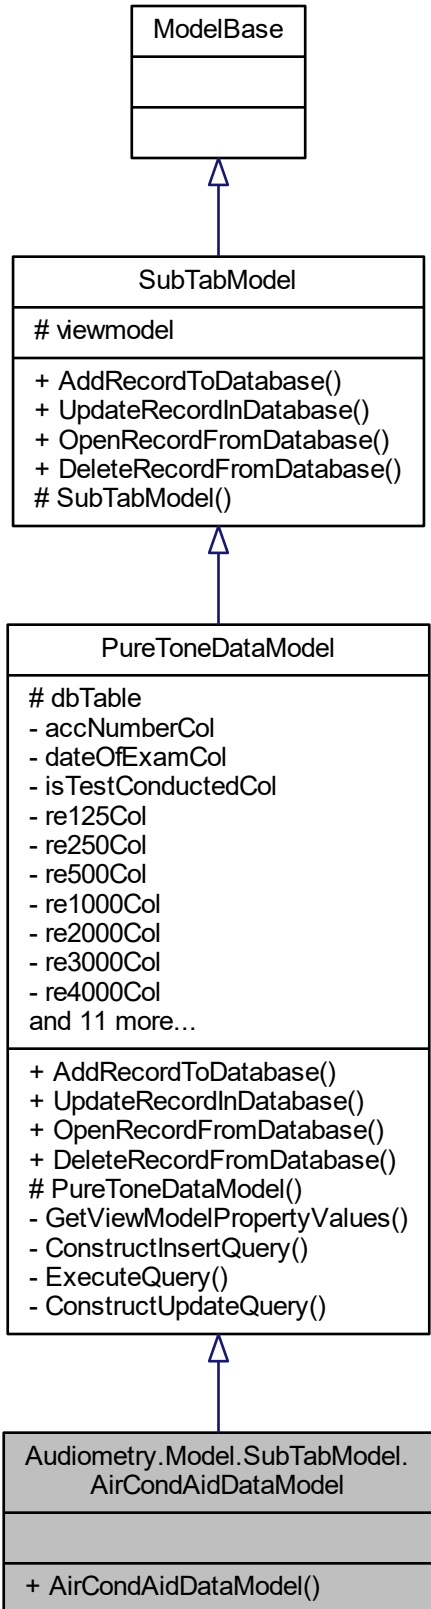 ModelBase
SubTabModel
# viewmodel
+ AddRecordToDatabase()
+ UpdateRecordInDatabase()
+ OpenRecordFromDatabase()
+ DeleteRecordFromDatabase()
# SubTabModel()
PureToneDataModel
# dbTable
- accNumberCol
- dateOfExamCol
- isTestConductedCol
- re125Col
- re250Col
- re500Col
- re1000Col
- re2000Col
- re3000Col
- re4000Col
and 11 more...
+ AddRecordToDatabase()
+ UpdateRecordInDatabase()
+ OpenRecordFromDatabase()
+ DeleteRecordFromDatabase()
# PureToneDataModel()
- GetViewModelPropertyValues()
- ConstructInsertQuery()
- ExecuteQuery()
- ConstructUpdateQuery()
Audiometry.Model.SubTabModel.
AirCondAidDataModel
+ AirCondAidDataModel()